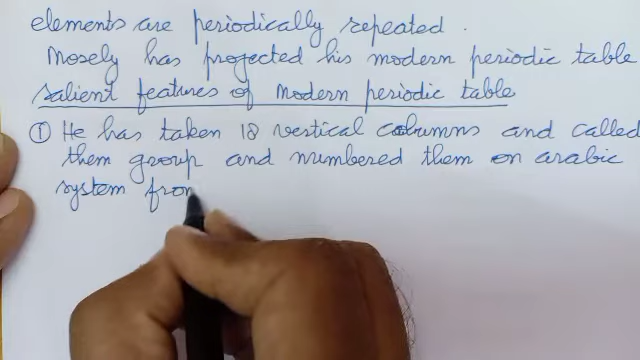 elements are periodically repeated.
Mosely has projected his modern periodic table
salient features of Modern periodic table
① He has taken 18 vertical columns and called
them group and numbered them on arabic
system from